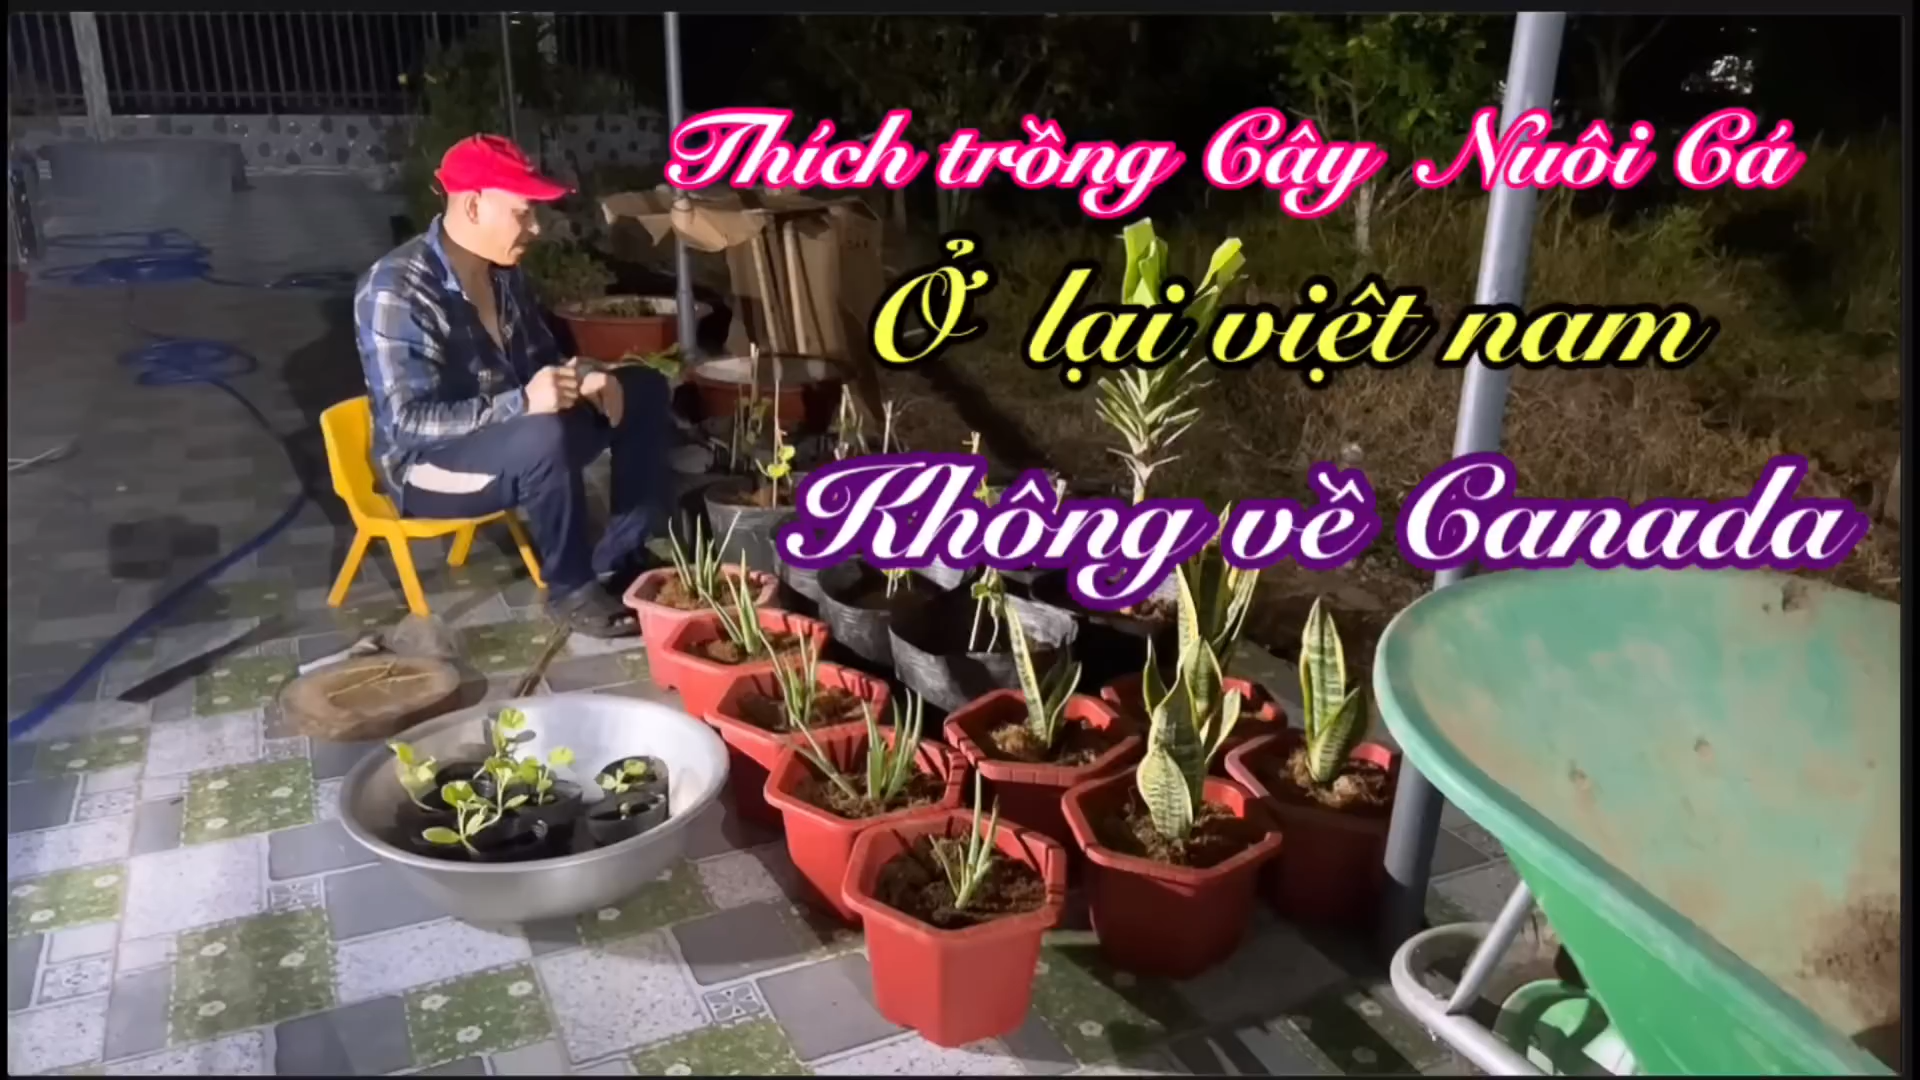 Thích trồng Cây Nuôi Cá
Ở lại việt nam
Không về Canada